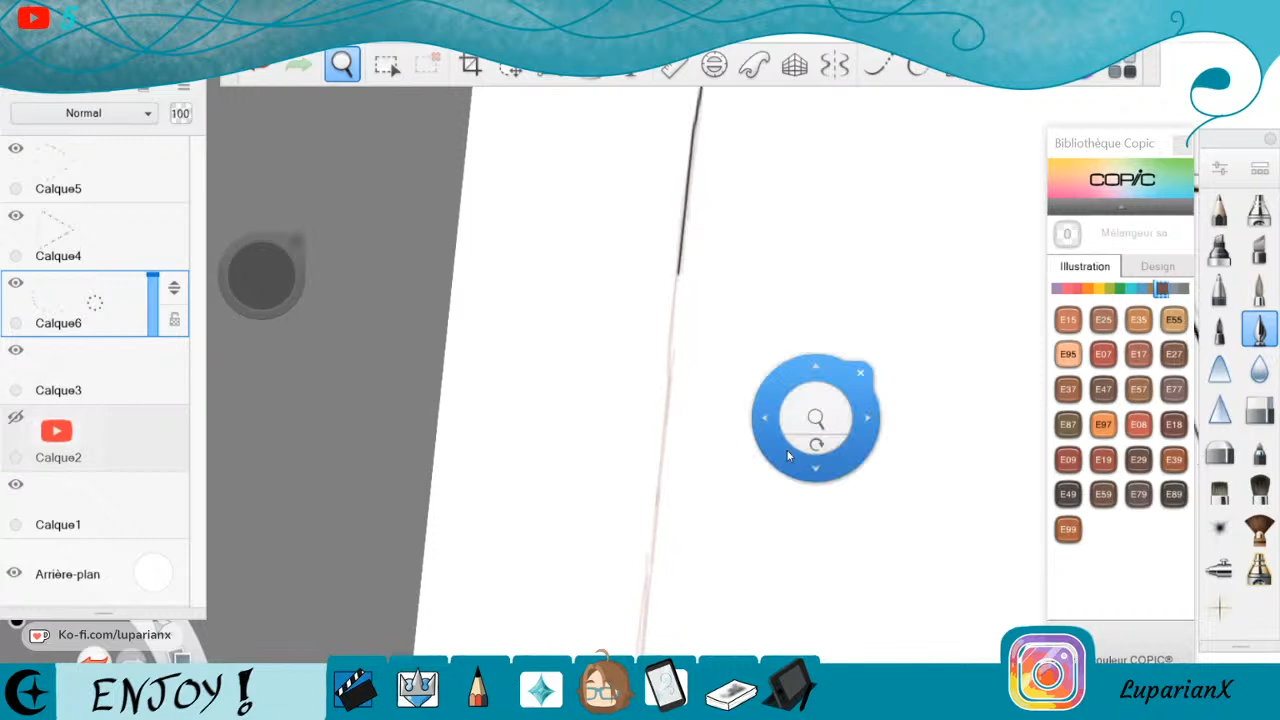 5
Normal
100
Calque5
Calque4
Calque6
Calque3
Calque2
Calque1
Arrière-plan
Ko-fi.com/luparianx
Bibliothèque Copic
COPIC
0
Mélangeur sa
Illustration Design
E15 E25 E35 E55
E95 E07 E17 E27
E37 E47 E57 E77
E87 E97 E08 E18
E09 E19 E29 E39
E49 E59 E79 E89
E99
ouleur COPIC®
ENJOY !
LuparianX